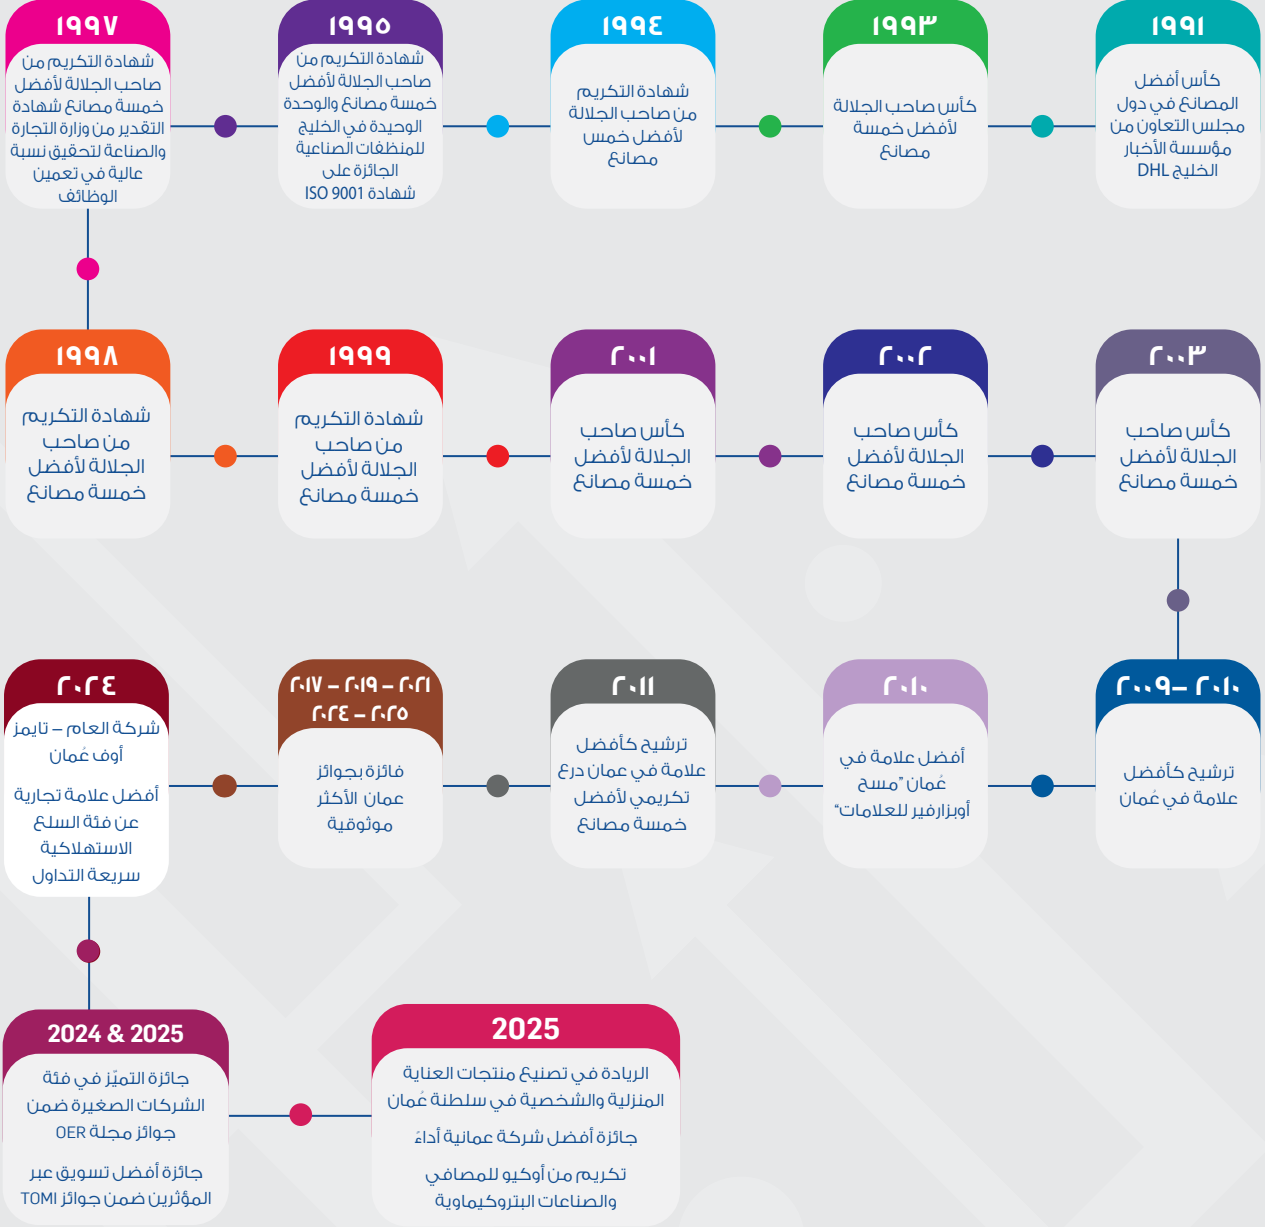 ١٩٩١
كأس أفضل
المصانع في دول
مجلس التعاون من
مؤسسة الأخبار
الخليج DHL
١٩٩٣
كأس صاحب الجلالة
لأفضل خمسة
مصانع
١٩٩٤
شهادة التكريم
من صاحب الجلالة
لأفضل خمس
مصانع
١٩٩٥
شهادة التكريم من
صاحب الجلالة لأفضل
خمسة مصانع والوحدة
الوحيدة في الخليج
للمنظفات الصناعية
الجائزة على
شهادة ISO 9001
١٩٩٧
شهادة التكريم من
صاحب الجلالة لأفضل
خمسة مصانع شهادة
التقدير من وزارة التجارة
والصناعة لتحقيق نسبة
عالية في تعمين
الوظائف
١٩٩٨
شهادة التكريم
من صاحب
الجلالة لأفضل
خمسة مصانع
١٩٩٩
شهادة التكريم
من صاحب
الجلالة لأفضل
خمسة مصانع
٢٠٠١
كأس صاحب
الجلالة لأفضل
خمسة مصانع
٢٠٠٢
كأس صاحب
الجلالة لأفضل
خمسة مصانع
٢٠٠٣
كأس صاحب
الجلالة لأفضل
خمسة مصانع
٢٠٠٩– ٢٠١٠
ترشيح كأفضل
علامة في عُمان
٢٠١٠
أفضل علامة في
عُمان "مسح
أوبزارفير للعلامات"
٢٠١١
ترشيح كأفضل
علامة في عمان درع
تكريمي لأفضل
خمسة مصانع
٢٠١٧ – ٢٠١٩ – ٢٠٢١
٢٠٢٤ – ٢٠٢٥
فائزة بجوائز
عمان الأكثر
موثوقية
٢٠٢٤
شركة العام – تايمز
أوف عُمان
أفضل علامة تجارية
عن فئة السلع
الاستهلاكية
سريعة التداول
2024 & 2025
جائزة التميّز في فئة
الشركات الصغيرة ضمن
جوائز مجلة OER
جائزة أفضل تسويق عبر
المؤثرين ضمن جوائز TOMI
2025
الريادة في تصنيع منتجات العناية
المنزلية والشخصية في سلطنة عُمان
جائزة أفضل شركة عمانية أداءً
تكريم من أوكيو للمصافي
والصناعات البتروكيماوية